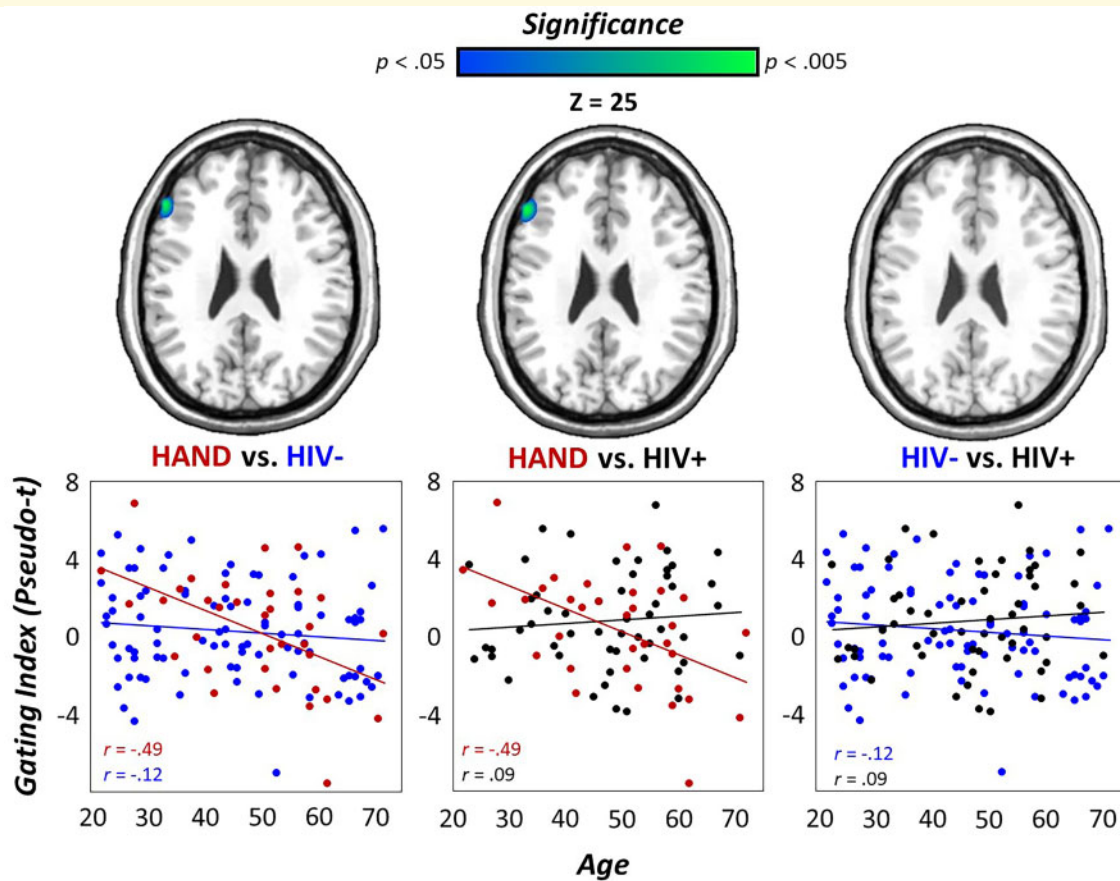 Significance
p < .05
p < .005
Z = 25
HAND vs. HIV-
HAND vs. HIV+
HIV- vs. HIV+
Gating Index (Pseudo-t)
8
4
0
-4
r = -.49
r = -.12
20 30 40 50 60 70
8
4
0
-4
r = -.49
r = .09
20 30 40 50 60 70
8
4
0
-4
r = -.12
r = .09
20 30 40 50 60 70
Age